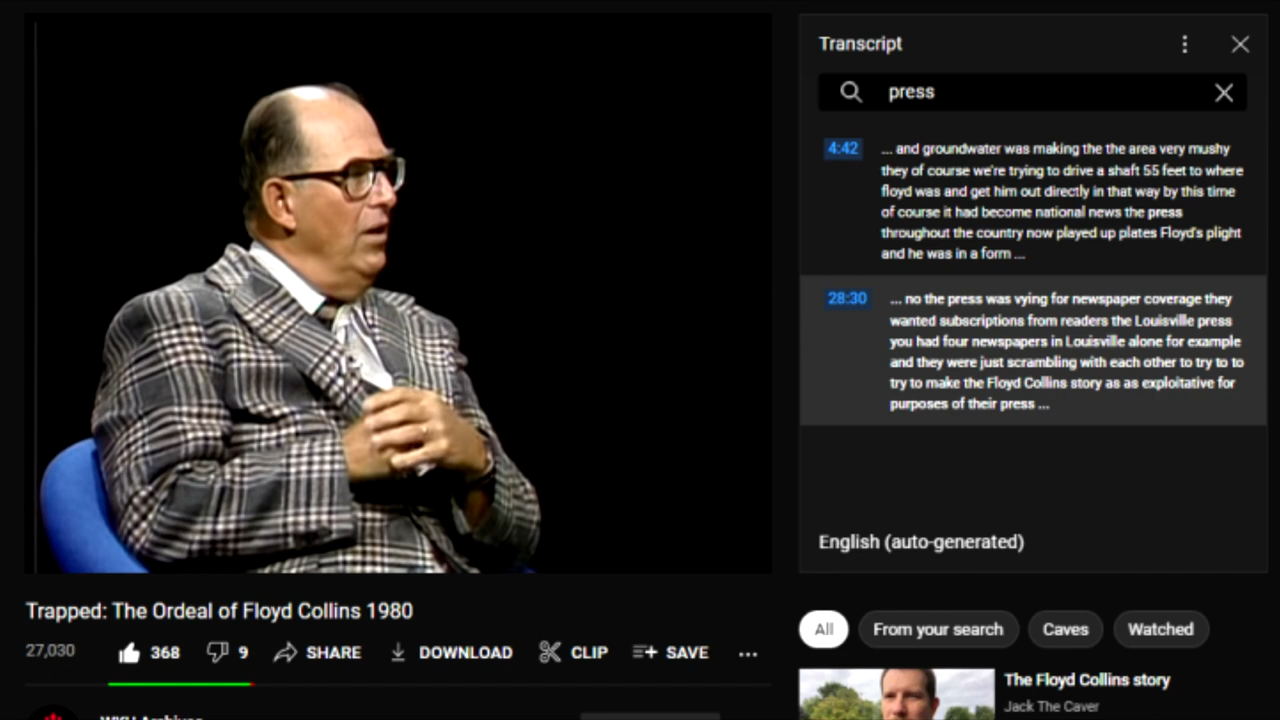 Transcript
press
4:42
... and groundwater was making the the area very mushy
they of course we're trying to drive a shaft 55 feet to where
floyd was and get him out directly in that way by this time
of course it had become national news the press
throughout the country now played up plates Floyd's plight
and he was in a form ...
28:30
... no the press was vying for newspaper coverage they
wanted subscriptions from readers the Louisville press
you had four newspapers in Louisville alone for example
and they were just scrambling with each other to try to to
try to make the Floyd Collins story as as exploitative for
purposes of their press ...
English (auto-generated)
Trapped: The Ordeal of Floyd Collins 1980
27,030 368 9 SHARE DOWNLOAD CLIP SAVE ...
All From your search Caves Watched
The Floyd Collins story
Jack The Caver
WKU Archives